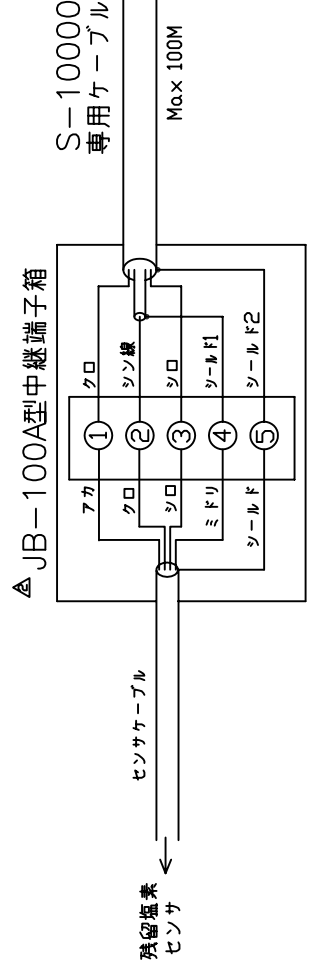 S-10000
専用ケーブル
Max 100M
2 JB-100A型中継端子箱
クロ
シン線
シロ
シールド1
シールド2
1
2
3
4
5
アカ
クロ
シロ
ミドリ
シールド
センサケーブル
残留塩素
センサ